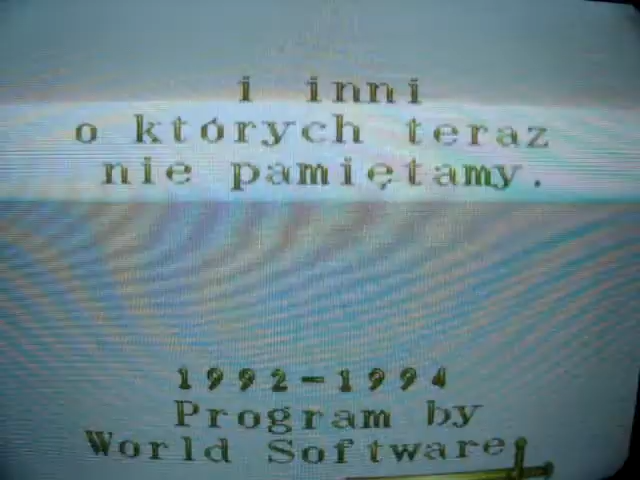 i inni
o których teraz
nie pamiętamy.
1992-1994
Program by
World Software